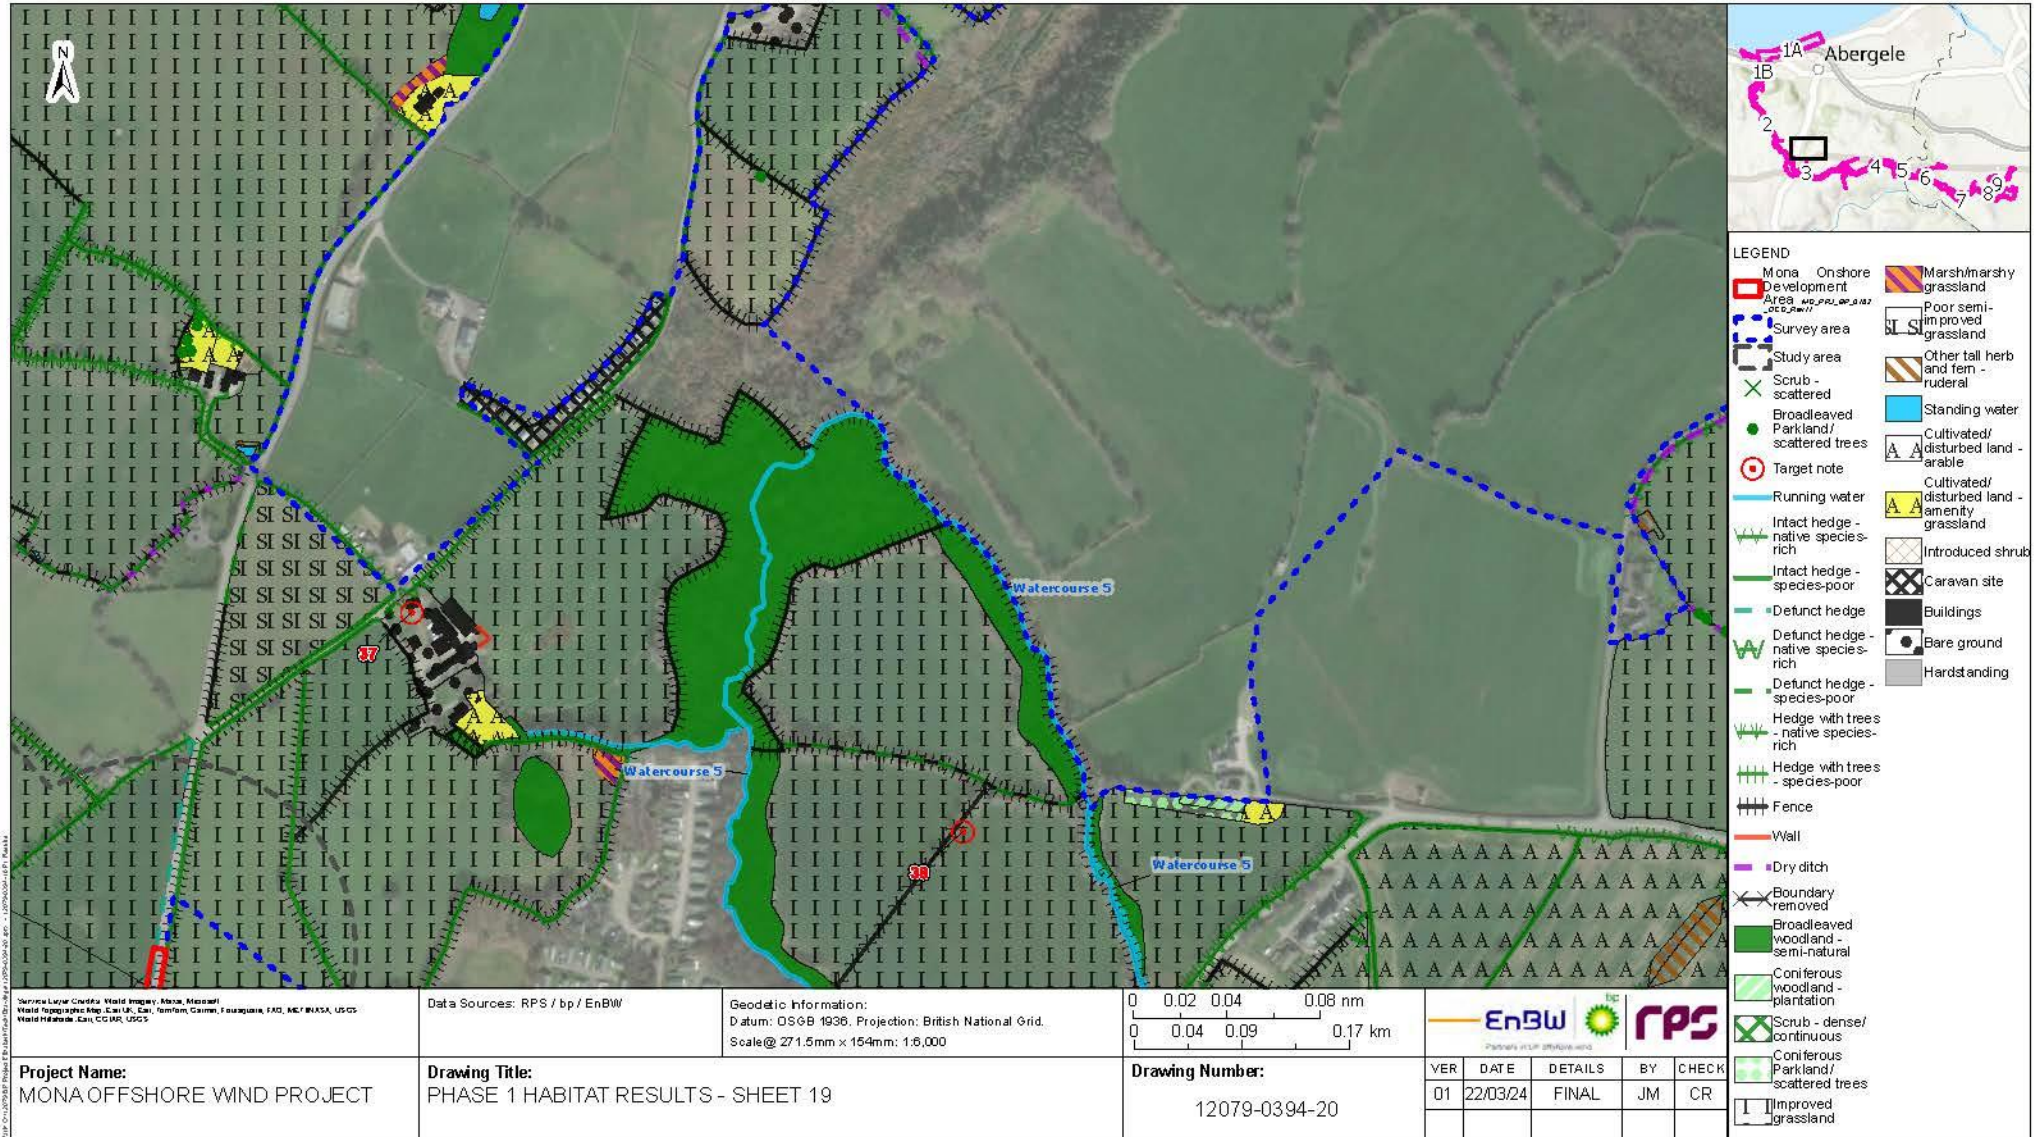 N
37
38
Watercourse 5
Watercourse 5
Watercourse 5
1A
Abergele
1B
2
3
4
5
6
7
8
9
LEGEND
Mona Onshore
Development
Area
Survey area
Study area
Scrub -
scattered
Broadleaved
Parkland/
scattered trees
Target note
Running water
Intact hedge -
native species-
rich
Intact hedge -
species-poor
Defunct hedge
Defunct hedge -
native species-
rich
Defunct hedge -
species-poor
Hedge with trees
- native species-
rich
Hedge with trees
- species-poor
Fence
Wall
Dry ditch
Boundary
removed
Broadleaved
woodland -
semi-natural
Coniferous
woodland -
plantation
Scrub - dense/
continuous
Coniferous
Parkland/
scattered trees
I I
Improved
grassland
Marsh/marshy
grassland
SI SI
Poor semi-
improved
grassland
Other tall herb
and fern -
ruderal
Standing water
A A
Cultivated/
disturbed land -
arable
A A
Cultivated/
disturbed land -
amenity
grassland
Introduced shrub
Caravan site
Buildings
Bare ground
Hardstanding
Data Sources: RPS / bp / EnBW
Geodetic Information:
Datum: OSGB 1936. Projection: British National Grid.
Scale@ 271.5mm x 154mm: 1:6,000
0 0.02 0.04 0.08 nm
0 0.04 0.09 0.17 km
EnBW bp rps
Project Name:
MONA OFFSHORE WIND PROJECT
Drawing Title:
PHASE 1 HABITAT RESULTS - SHEET 19
Drawing Number:
12079-0394-20
VER DATE DETAILS BY CHECK
01 22/03/24 FINAL JM CR